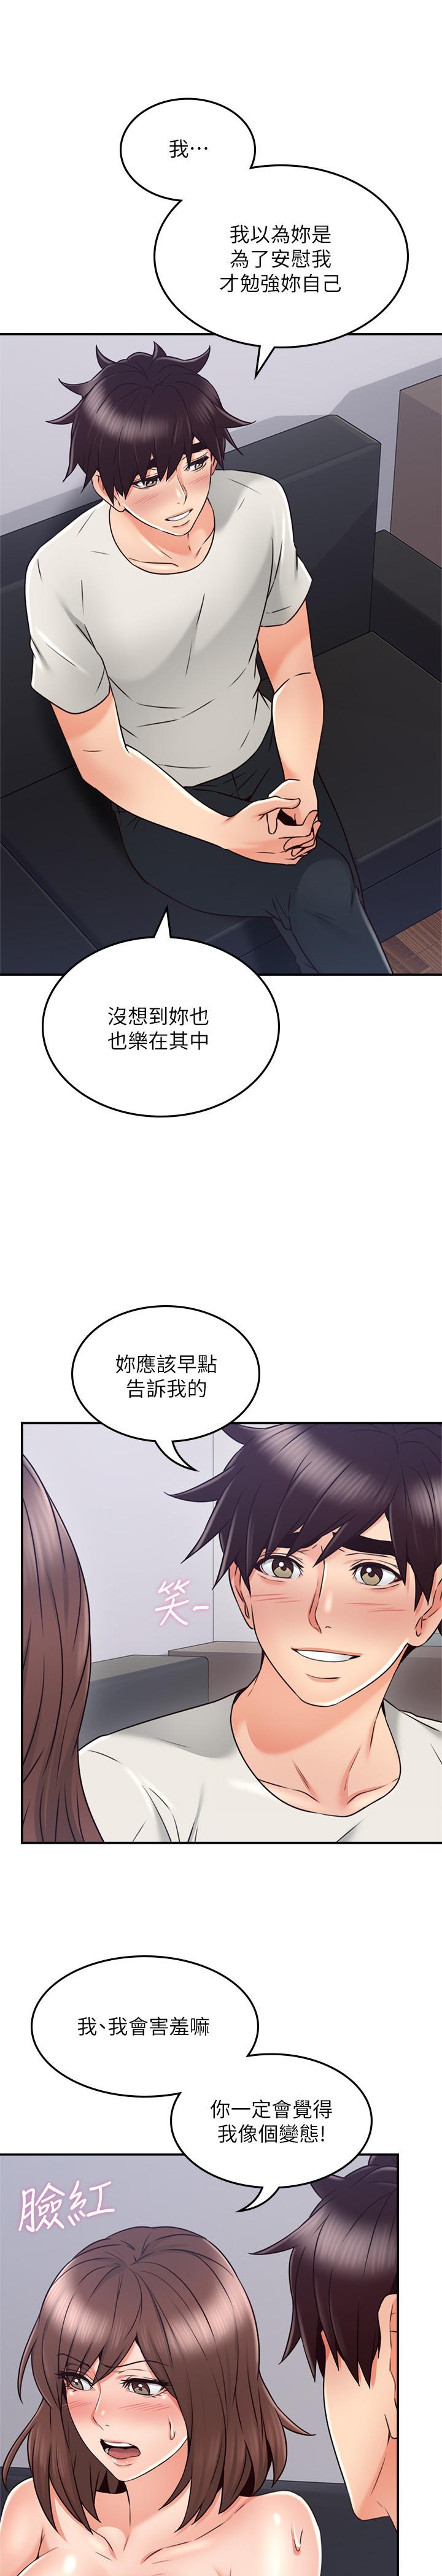 我⋯
我以為妳是
為了安慰我
才勉強妳自己
沒想到妳也
也樂在其中
妳應該早點
告訴我的
笑-
我、我會害羞嘛
你一定會覺得
我像個變態!
臉紅